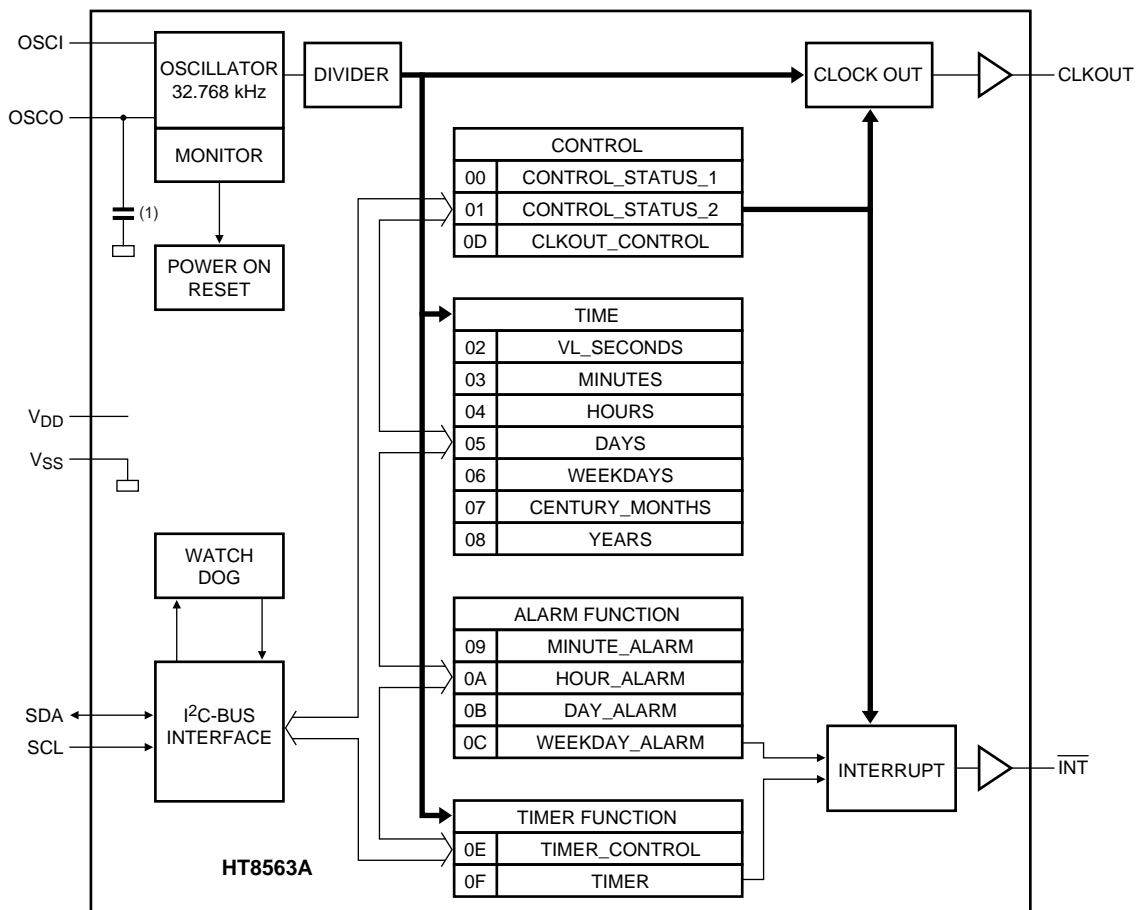 OSCI
OSCO
OSCILLATOR
32.768 kHz
DIVIDER
CLOCK OUT
CLKOUT
MONITOR
(1)
POWER ON
RESET
CONTROL
00 CONTROL_STATUS_1
01 CONTROL_STATUS_2
0D CLKOUT_CONTROL
TIME
02 VL_SECONDS
03 MINUTES
04 HOURS
05 DAYS
06 WEEKDAYS
07 CENTURY_MONTHS
08 YEARS
VDD
VSS
WATCH
DOG
ALARM FUNCTION
09 MINUTE_ALARM
0A HOUR_ALARM
0B DAY_ALARM
0C WEEKDAY_ALARM
SDA
SCL
I²C-BUS
INTERFACE
INTERRUPT
INT
TIMER FUNCTION
0E TIMER_CONTROL
0F TIMER
HT8563A